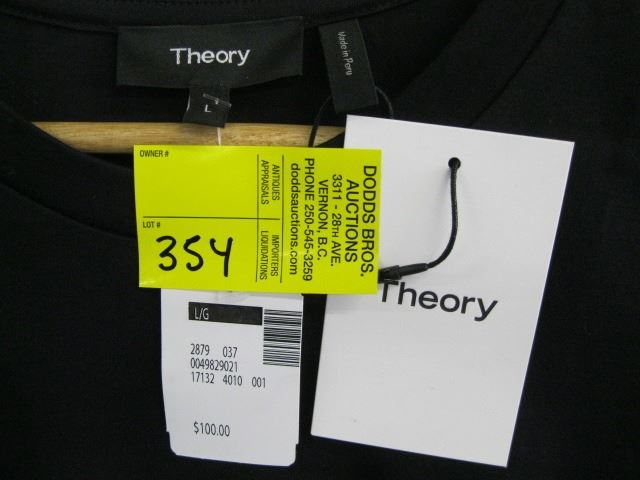 Theory
L
Made in Peru
OWNER #
LOT #
354
ANTIQUES
APPRAISALS
IMPORTERS
LIQUIDATIONS
DODDS BROS.
AUCTIONS
3311 - 28TH AVE.
VERNON, B.C.
PHONE 250-545-3259
doddsauctions.com
Theory
L/G
2879 037
0049829021
17132 4010 001
$100.00